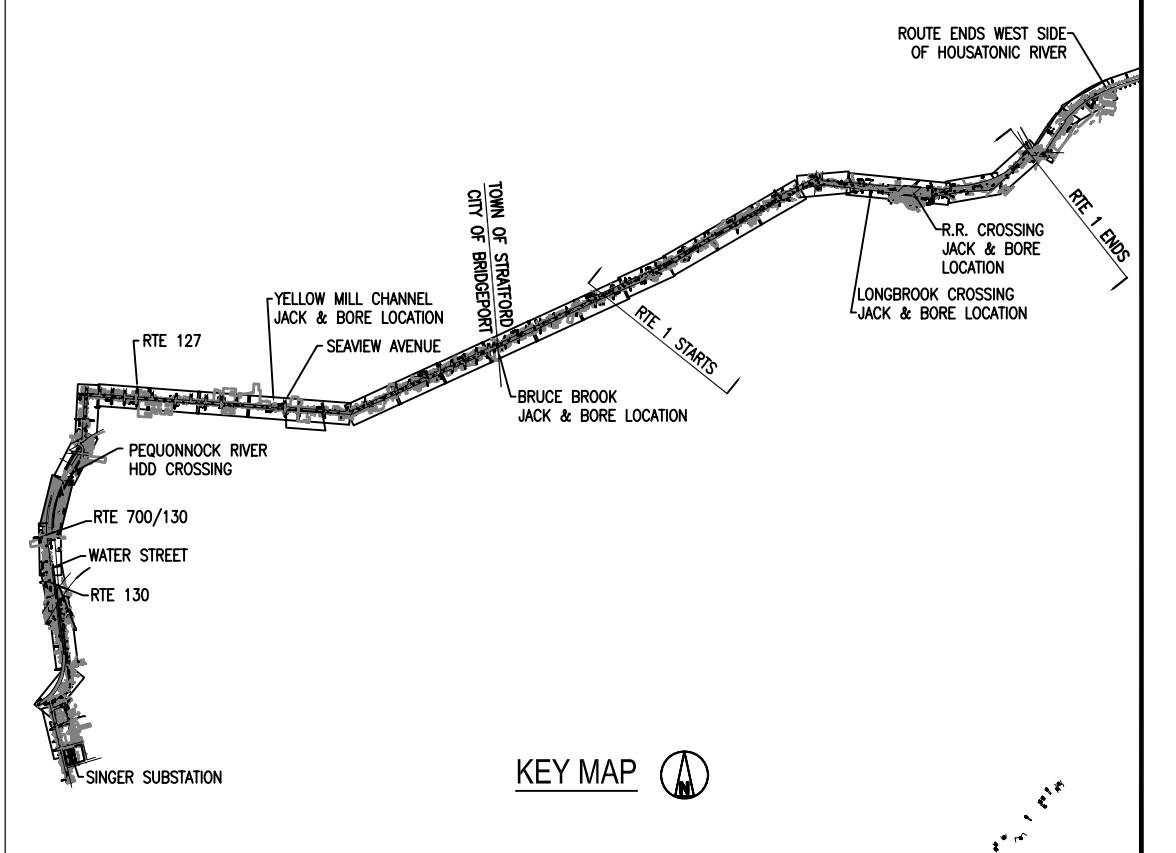 ROUTE ENDS WEST SIDE
OF HOUSATONIC RIVER
RTE 1 ENDS
R.R. CROSSING
JACK & BORE
LOCATION
LONGBROOK CROSSING
JACK & BORE LOCATION
TOWN OF STRATFORD
CITY OF BRIDGEPORT
YELLOW MILL CHANNEL
JACK & BORE LOCATION
SEAVIEW AVENUE
RTE 127
RTE 1 STARTS
BRUCE BROOK
JACK & BORE LOCATION
PEQUONNOCK RIVER
HDD CROSSING
RTE 700/130
WATER STREET
RTE 130
SINGER SUBSTATION
KEY MAP
N